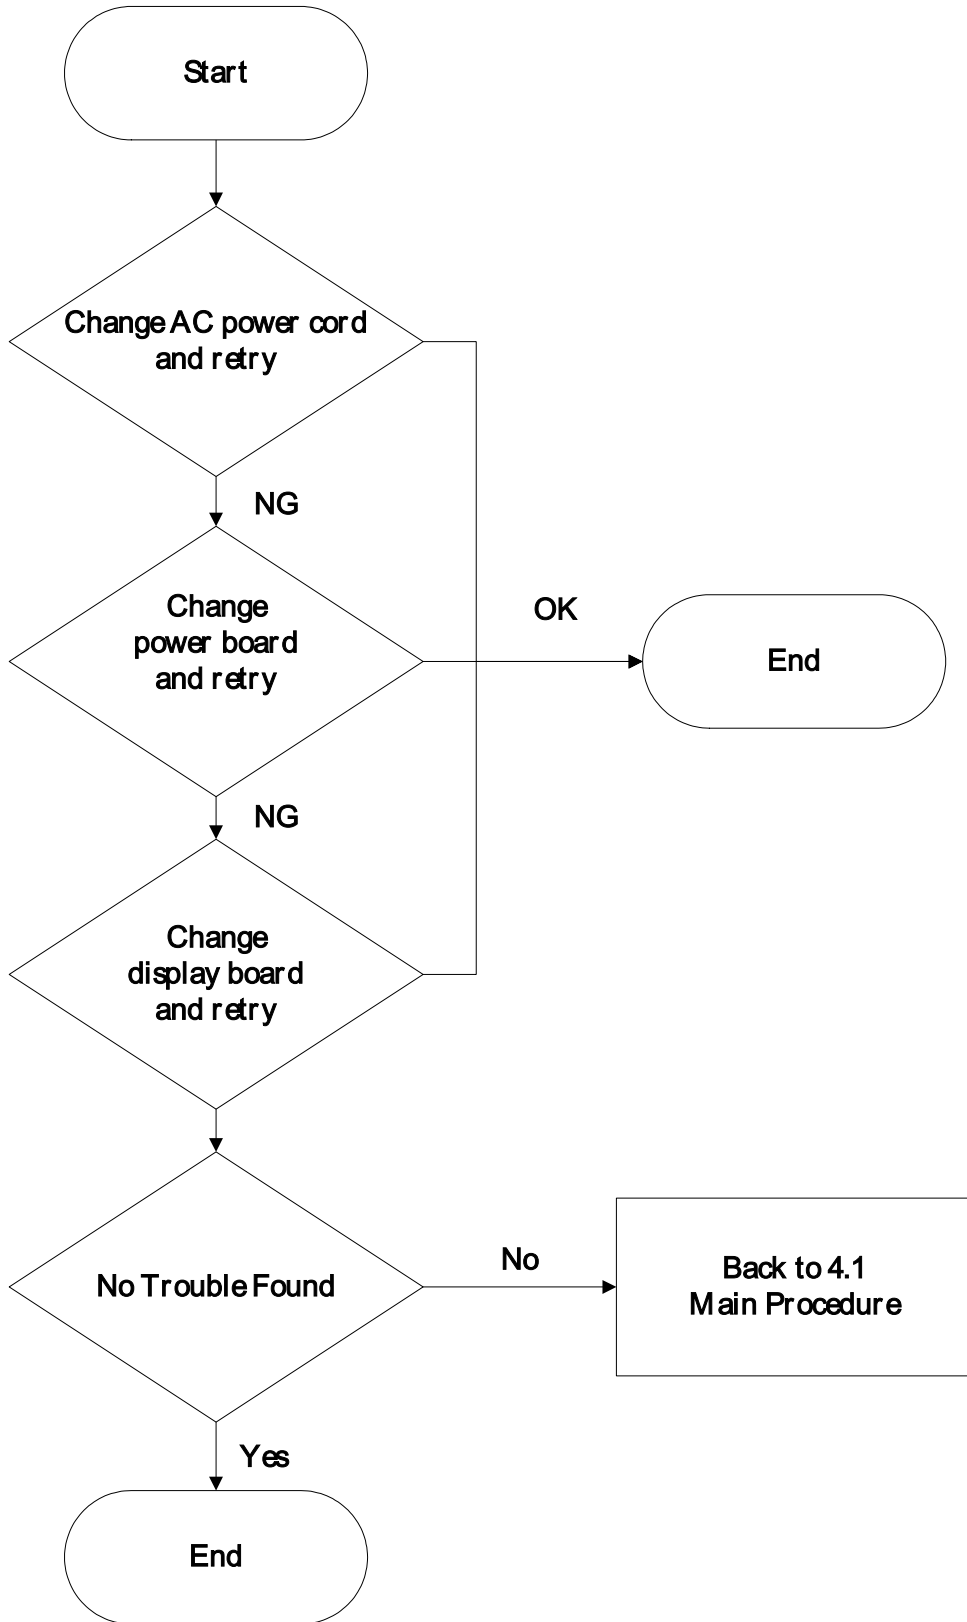 Start
Change AC power cord
and retry
NG
Change
power board
and retry
OK
End
NG
Change
display board
and retry
No Trouble Found
No
Back to 4.1
Main Procedure
Yes
End